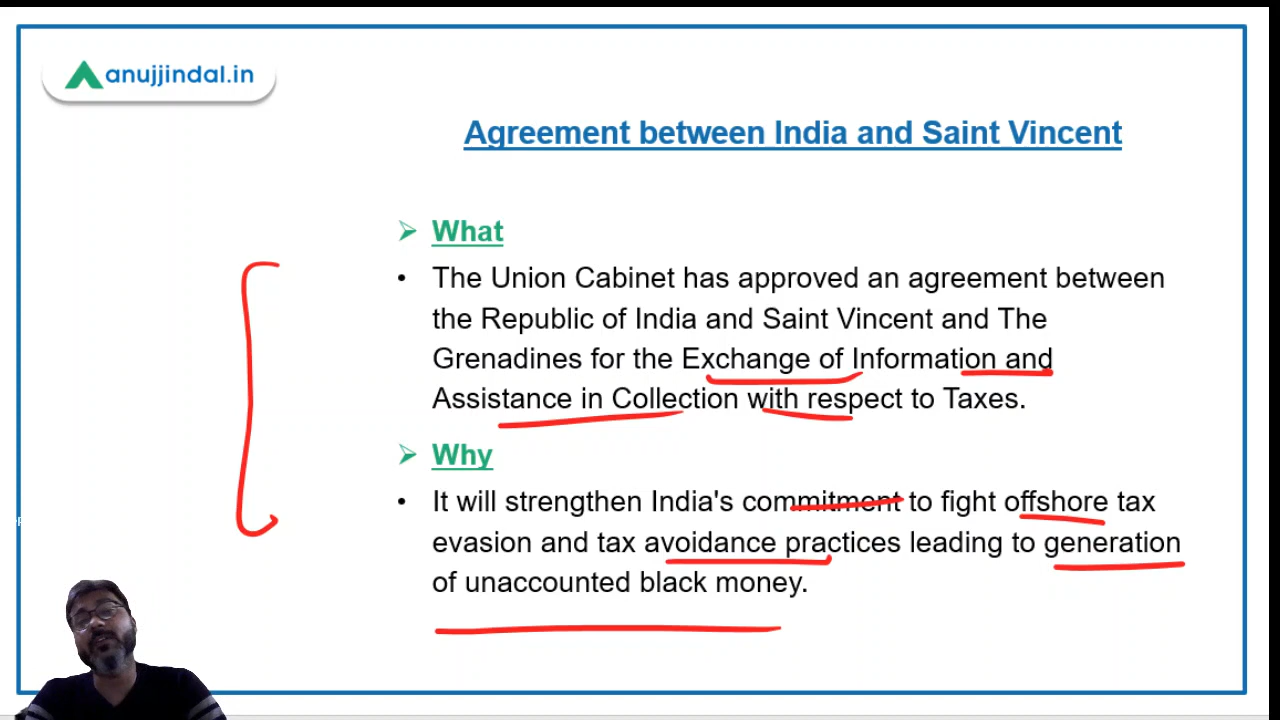 anujjindal.in
Agreement between India and Saint Vincent
What
The Union Cabinet has approved an agreement between
the Republic of India and Saint Vincent and The
Grenadines for the Exchange of Information and
Assistance in Collection with respect to Taxes.
Why
It will strengthen India's commitment to fight offshore tax
evasion and tax avoidance practices leading to generation
of unaccounted black money.